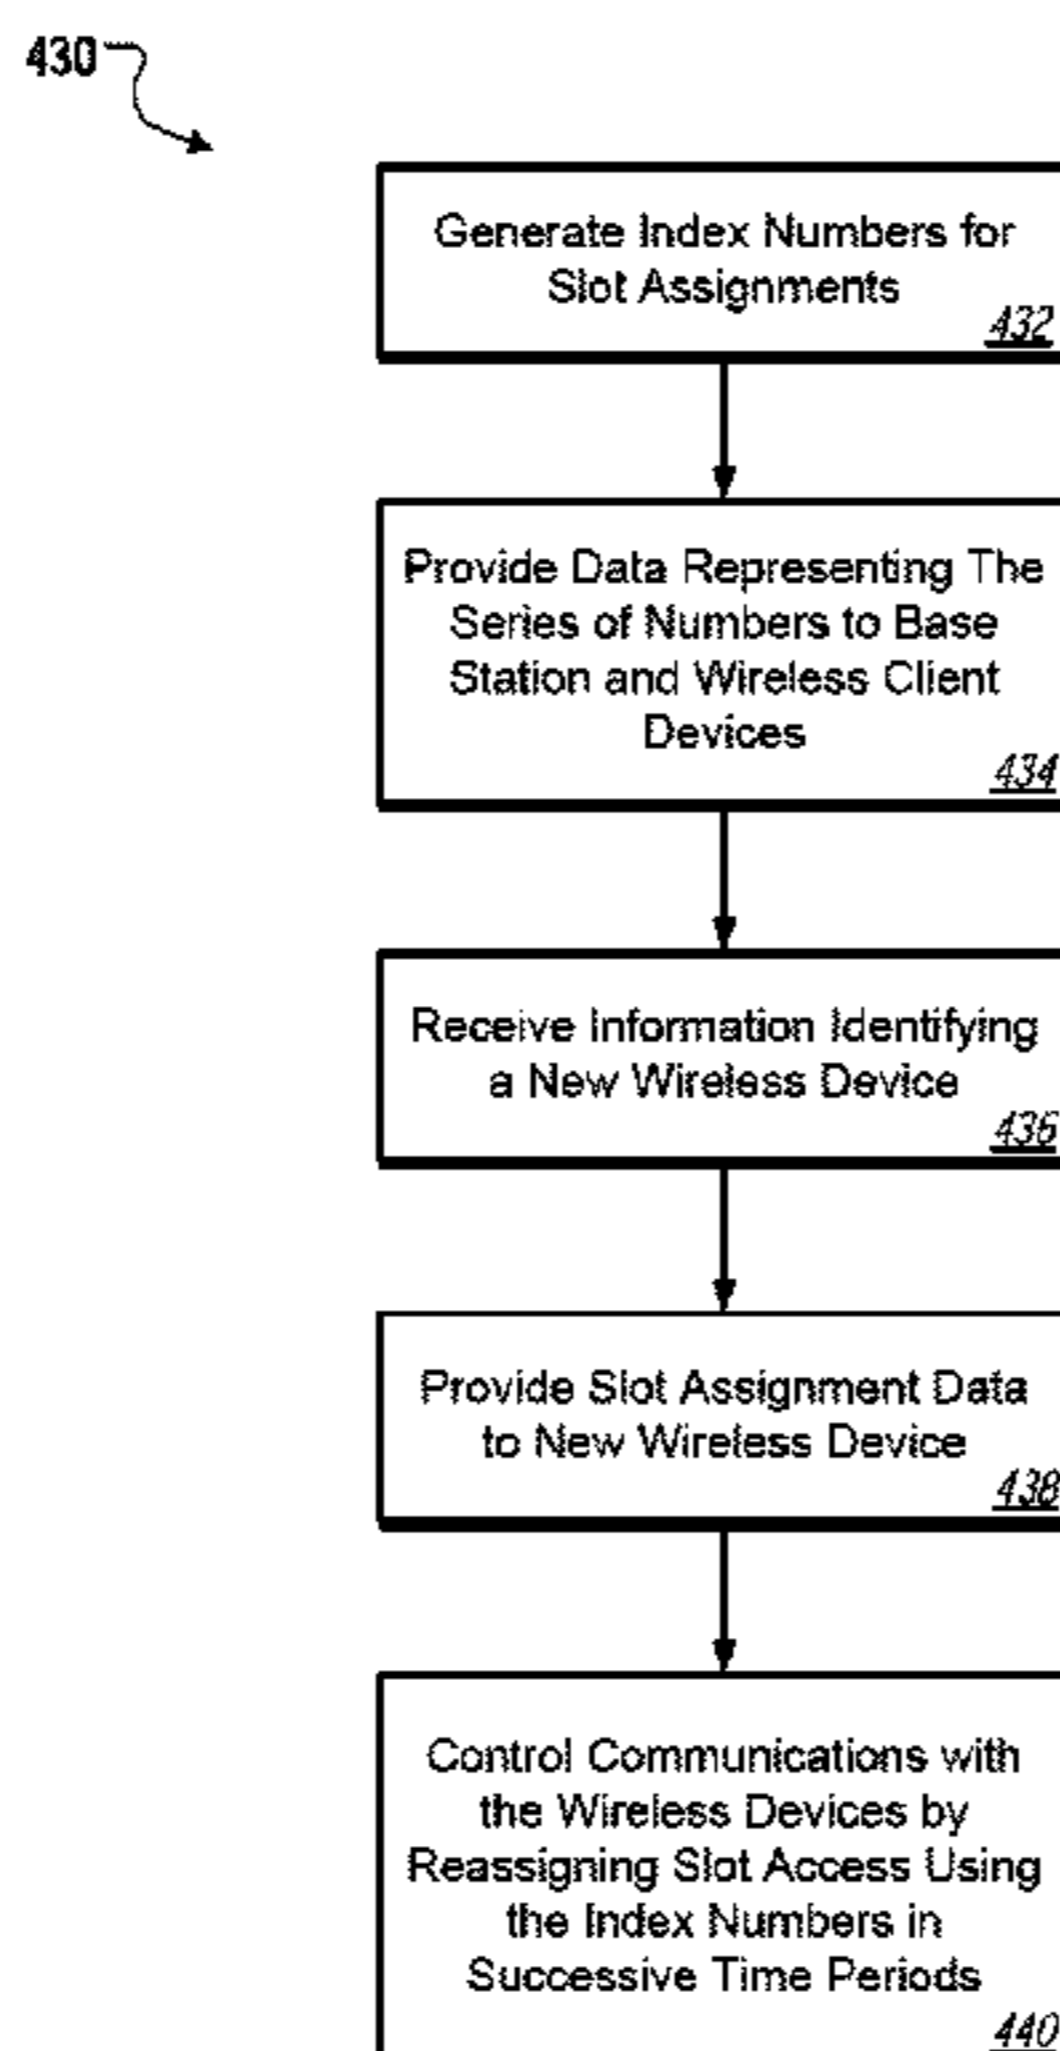 430
Generate Index Numbers for
Slot Assignments
432
Provide Data Representing The
Series of Numbers to Base
Station and Wireless Client
Devices
434
Receive Information Identifying
a New Wireless Device
436
Provide Slot Assignment Data
to New Wireless Device
438
Control Communications with
the Wireless Devices by
Reassigning Slot Access Using
the Index Numbers in
Successive Time Periods
440